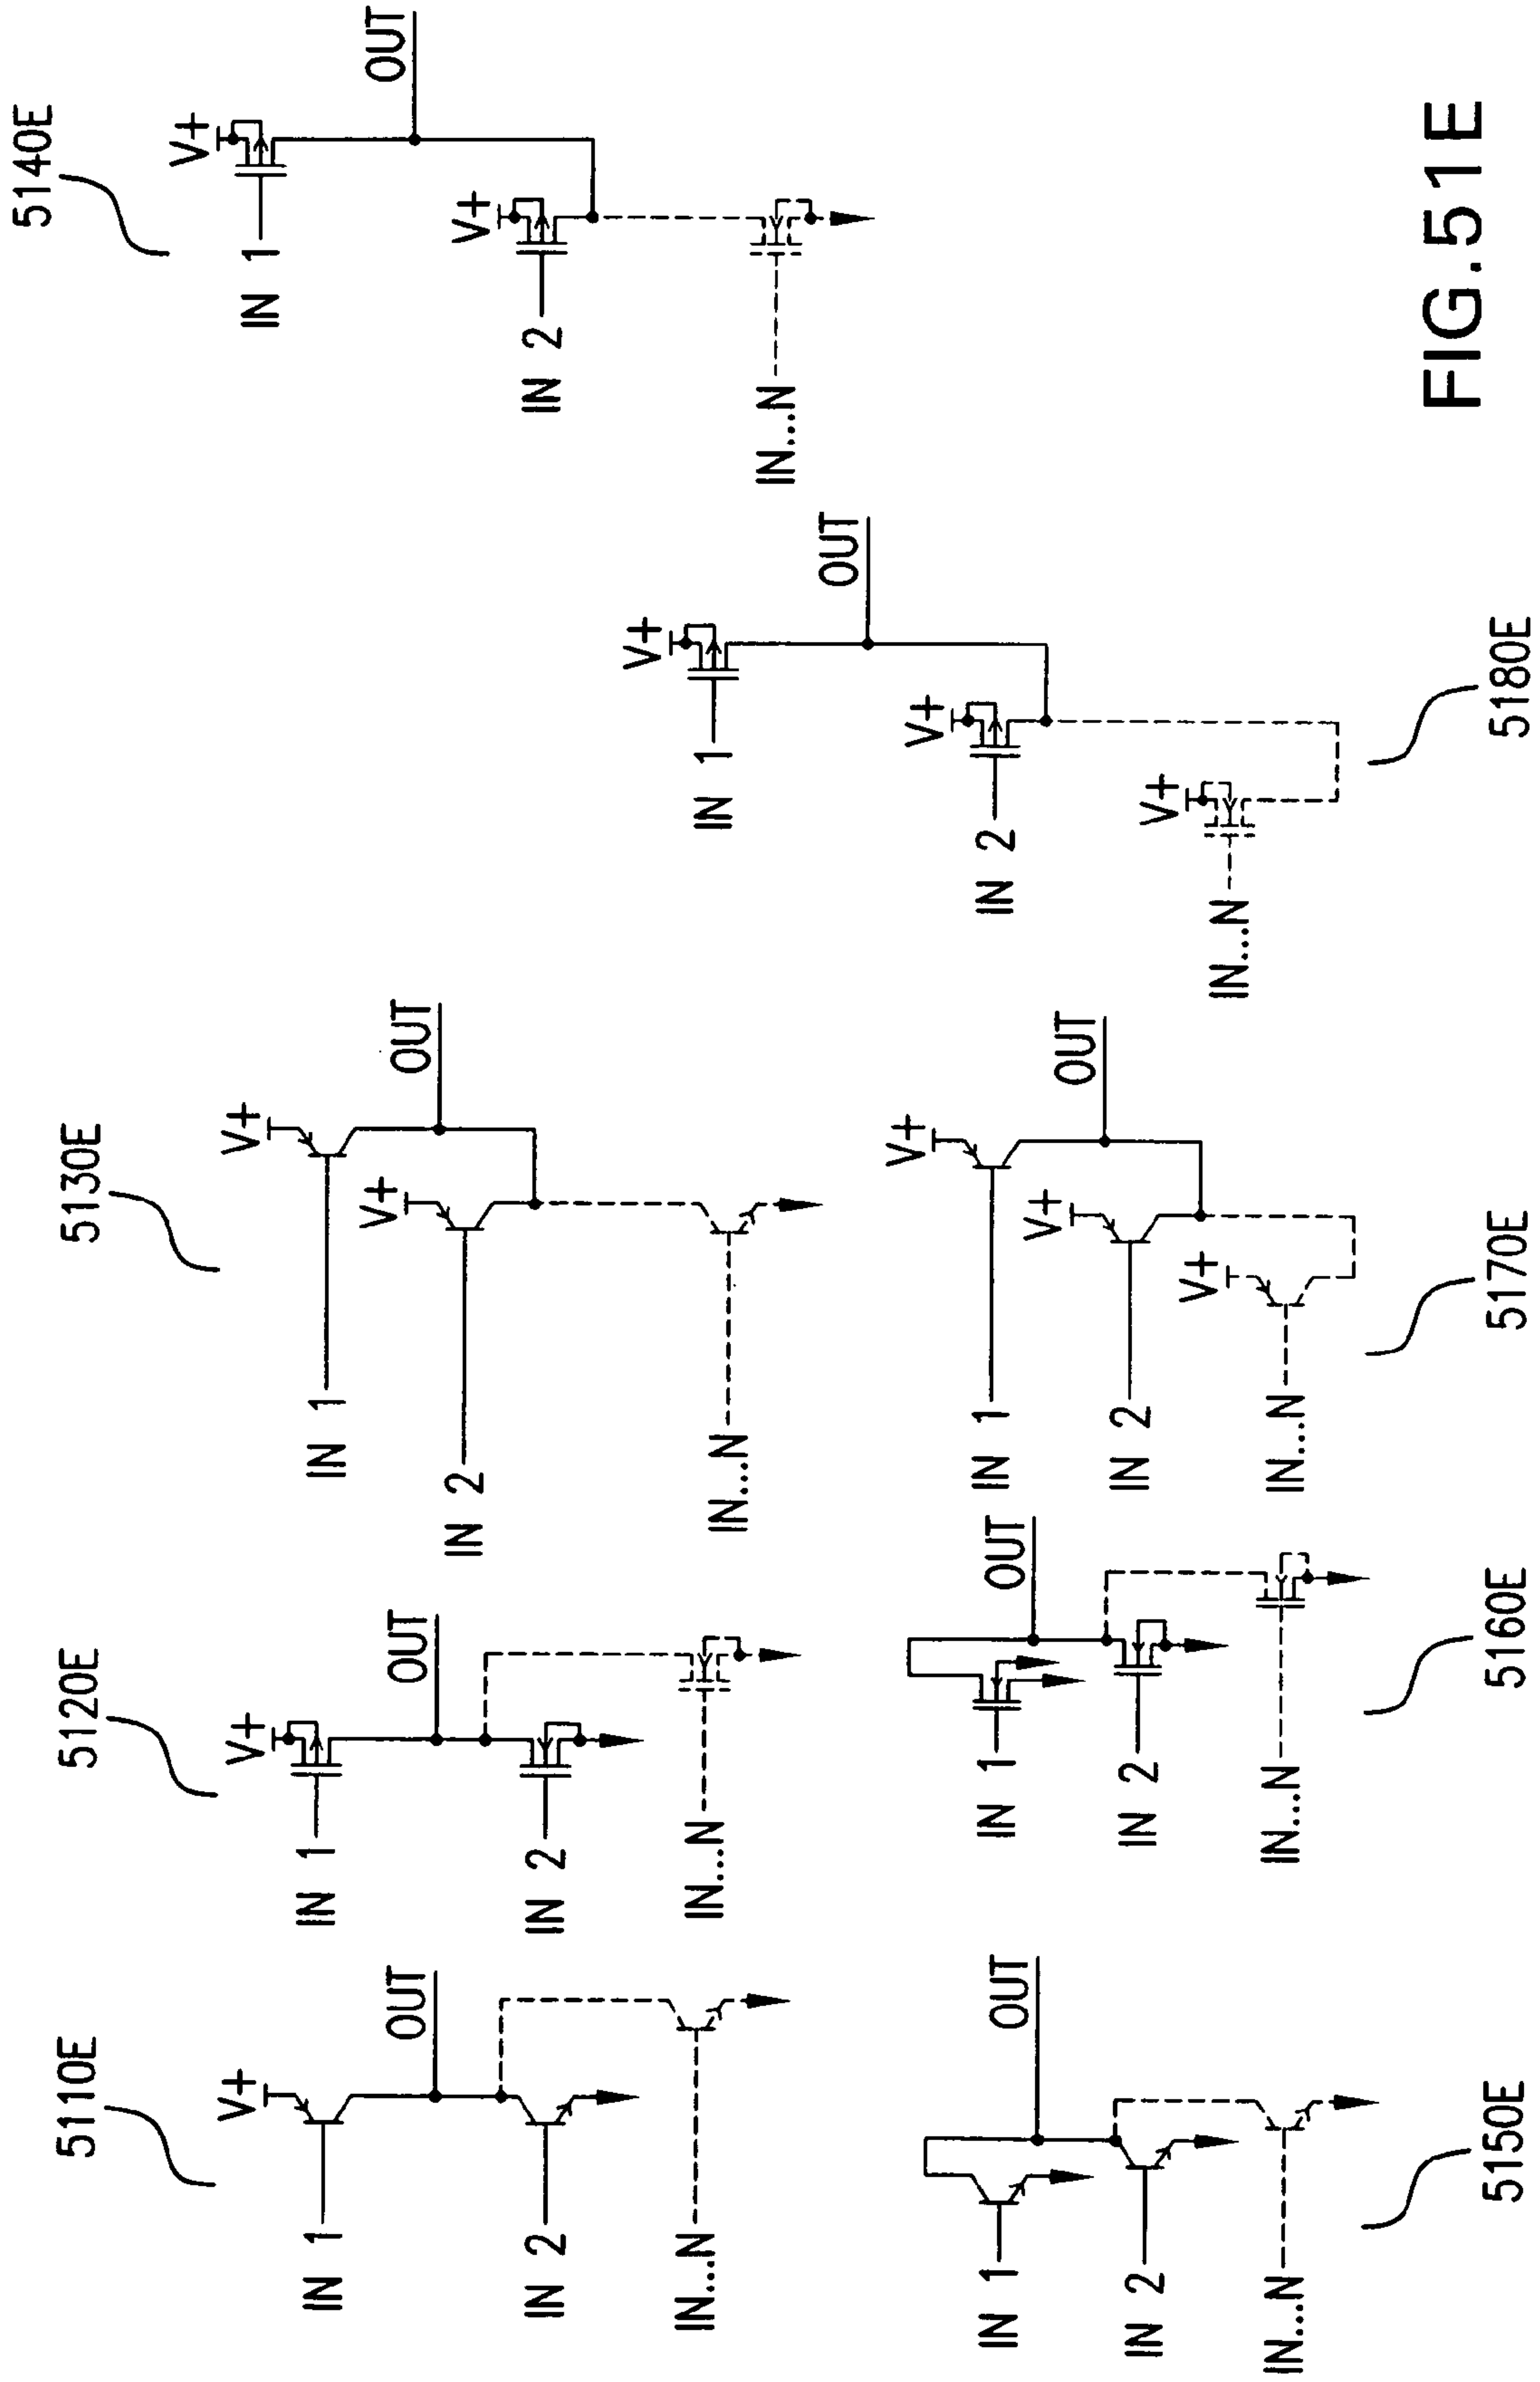 5110E
V+
IN 1
OUT
IN 2
IN...N
5120E
V+
IN 1
OUT
IN 2
IN...N
5130E
V+
IN 1
V+
OUT
IN 2
IN...N
5140E
V+
IN 1
OUT
V+
IN 2
IN...N
OUT
IN 1
IN 2
IN...N
5150E
OUT
IN 1
IN 2
IN...N
5160E
V+
IN 1
V+
OUT
IN 2
V+
IN...N
5170E
V+
IN 1
OUT
V+
IN 2
V+
IN...N
5180E
FIG.51E